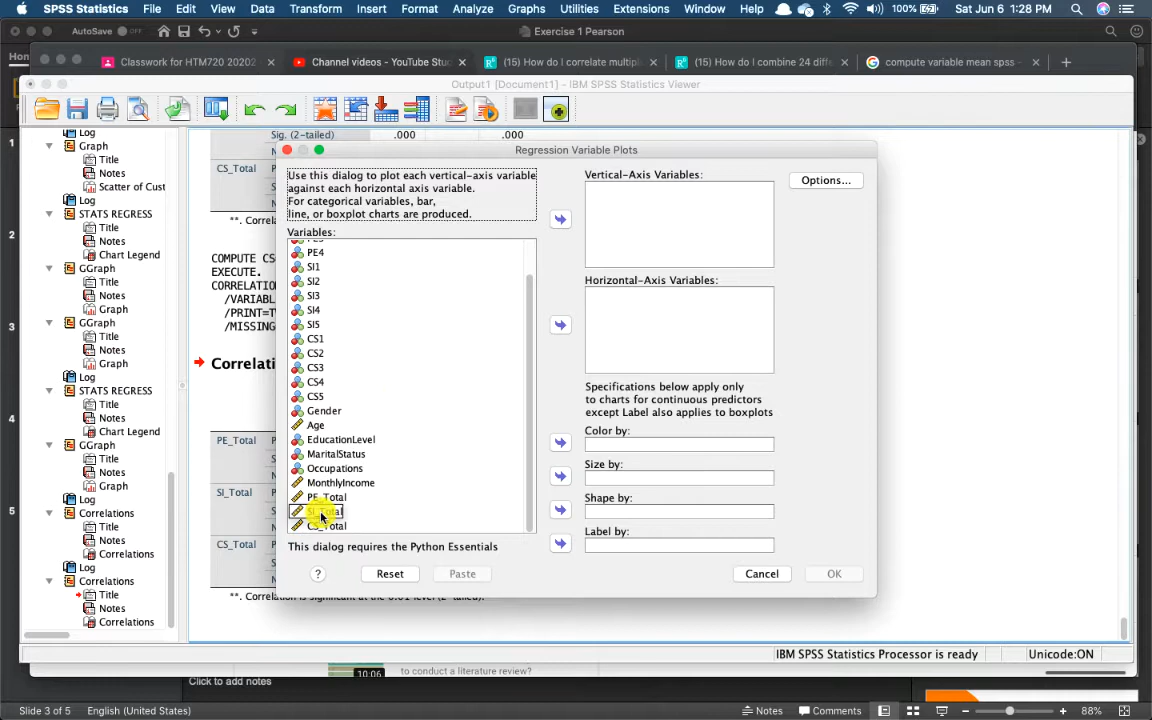 SPSS Statistics File Edit View Data Transform Insert Format Analyze Graphs Utilities Extensions Window Help 100% Sat Jun 6 1:28 PM
AutoSave OFF Exercise 1 Pearson
Classwork for HTM720 20202 Channel videos - YouTube Stu (15) How do I correlate multipl (15) How do I combine 24 diffe compute variable mean spss -
Output1 [Document1] - IBM SPSS Statistics Viewer
Log
Graph
Title
Notes
Scatter of Cust
Log
STATS REGRESS
Title
Notes
Chart Legend
GGraph
Title
Notes
Graph
GGraph
Title
Notes
Graph
Log
STATS REGRESS
Title
Notes
Chart Legend
GGraph
Title
Notes
Graph
Log
Correlations
Title
Notes
Correlations
Log
Correlations
Title
Notes
Correlations
1
2
3
4
5
Sig. (2-tailed) .000 .000
CS_Total
**. Correla
COMPUTE CS
EXECUTE.
CORRELATIO
/VARIABL
/PRINT=TW
/MISSING
Correlati
PE_Total
SI_Total
CS_Total
**. Correlation is significant at the 0.01 level (2-tailed).
Regression Variable Plots
Use this dialog to plot each vertical-axis variable
against each horizontal axis variable.
For categorical variables, bar,
line, or boxplot charts are produced.
Variables:
PE3
PE4
SI1
SI2
SI3
SI4
SI5
CS1
CS2
CS3
CS4
CS5
Gender
Age
EducationLevel
MaritalStatus
Occupations
MonthlyIncome
PE_Total
SI_Total
CS_Total
This dialog requires the Python Essentials
Vertical-Axis Variables:
Options...
Horizontal-Axis Variables:
Specifications below apply only
to charts for continuous predictors
except Label also applies to boxplots
Color by:
Size by:
Shape by:
Label by:
? Reset Paste Cancel OK
IBM SPSS Statistics Processor is ready Unicode:ON
10:06 to conduct a literature review?
Click to add notes
Slide 3 of 5 English (United States) Notes Comments 88%